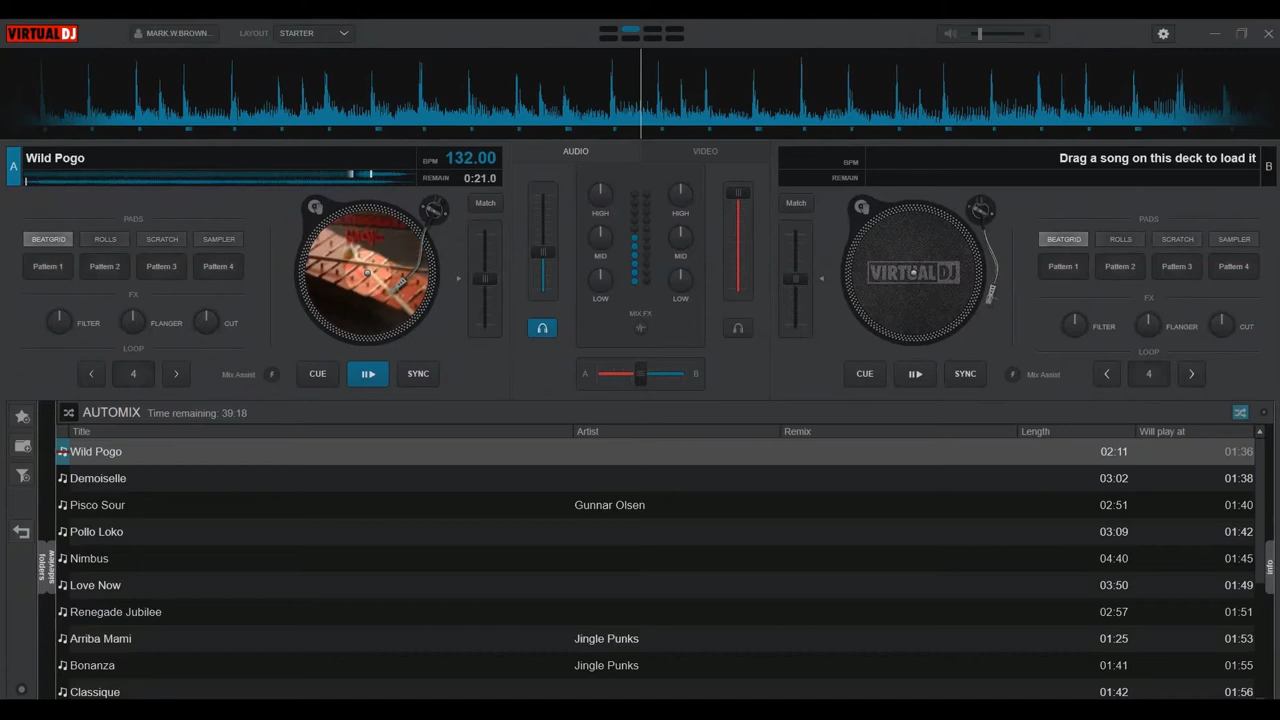 VIRTUAL DJ
MARK.W.BROWN...
LAYOUT STARTER
A
Wild Pogo
BPM 132.00
REMAIN 0:21.0
AUDIO
VIDEO
BPM
REMAIN
Drag a song on this deck to load it
B
PADS
BEATGRID ROLLS SCRATCH SAMPLER
Pattern 1 Pattern 2 Pattern 3 Pattern 4
FX
FILTER FLANGER CUT
LOOP
4
Mix Assist
CUE
SYNC
Match
HIGH HIGH
MID MID
LOW LOW
MIX FX
A B
Match
VIRTUAL DJ
PADS
BEATGRID ROLLS SCRATCH SAMPLER
Pattern 1 Pattern 2 Pattern 3 Pattern 4
FX
FILTER FLANGER CUT
LOOP
CUE
SYNC
Mix Assist
4
AUTOMIX Time remaining: 39:18
Title Artist Remix Length Will play at
Wild Pogo 02:11 01:36
Demoiselle 03:02 01:38
Pisco Sour Gunnar Olsen 02:51 01:40
Pollo Loko 03:09 01:42
Nimbus 04:40 01:45
Love Now 03:50 01:49
Renegade Jubilee 02:57 01:51
Arriba Mami Jingle Punks 01:25 01:53
Bonanza Jingle Punks 01:41 01:55
Classique 01:42 01:56
folders
sideview
info